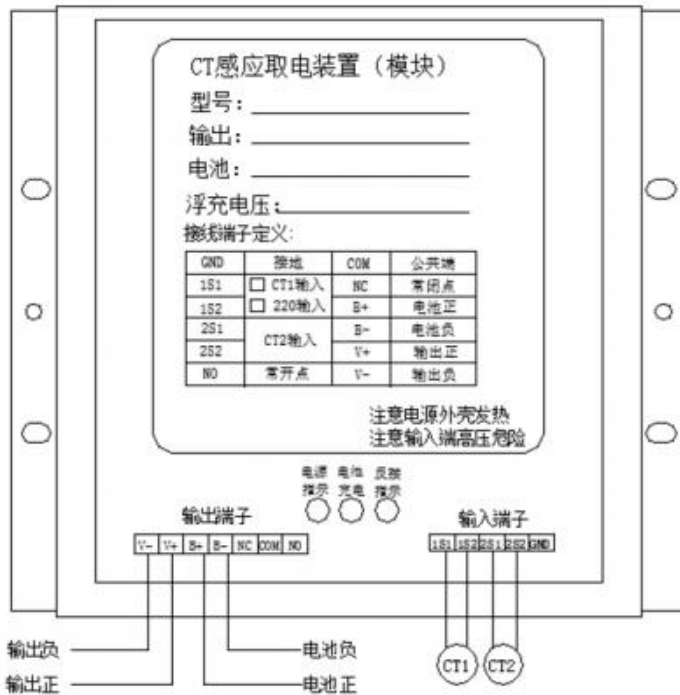 CT感应取电装置（模块）
型号：
输出：
电池：
浮充电压：
接线端子定义：
GND 接地 COM 公共端
1S1 CT1输入 NC 常闭点
1S2 220输入 B+ 电池正
2S1 CT2输入 B- 电池负
2S2 V+ 输出正
NO 常开点 V- 输出负
注意电源外壳发热
注意输入端高压危险
电源指示 电池充电 反接指示
输出端子
V- V+ B+ B- NC COM NO
输入端子
1S1 1S2 2S1 2S2 GND
输出负
输出正
电池负
电池正
CT1 CT2